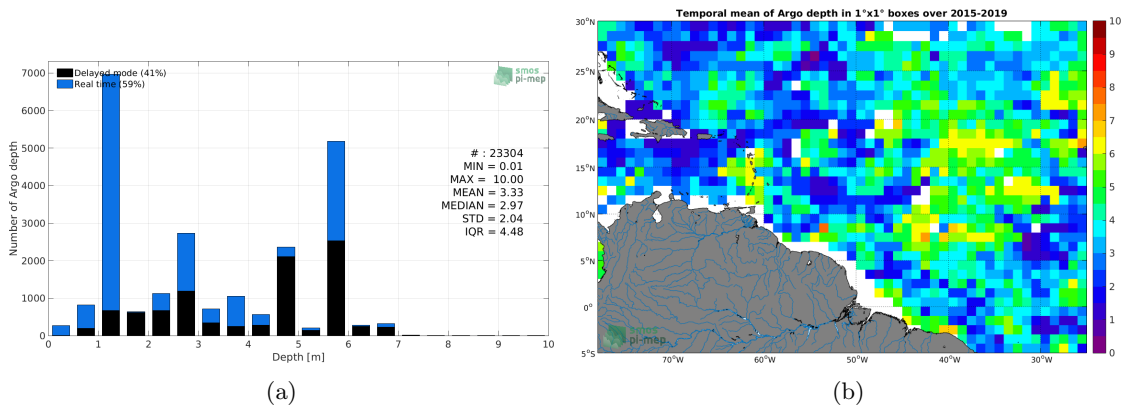 7000
6000
5000
4000
3000
2000
1000
0
Number of Argo depth
Delayed mode (41%)
Real time (59%)
smos
pi-mep
# : 23304
MIN = 0.01
MAX = 10.00
MEAN = 3.33
MEDIAN = 2.97
STD = 2.04
IQR = 4.48
0 1 2 3 4 5 6 7 8 9 10
Depth [m]
(a)
Temporal mean of Argo depth in 1°x1° boxes over 2015-2019
30°N
25°N
20°N
15°N
10°N
5°N
0°
5°S
70°W 60°W 50°W 40°W 30°W
smos
pi-mep
10
9
8
7
6
5
4
3
2
1
0
(b)